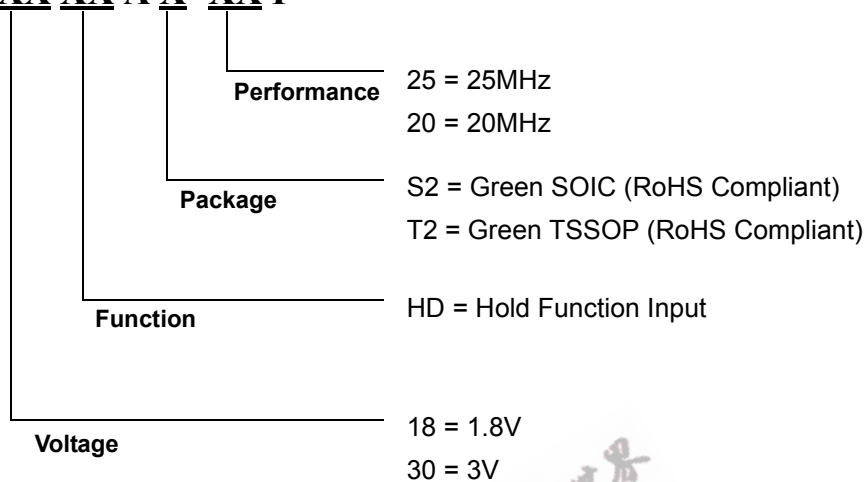 Performance
25 = 25MHz
20 = 20MHz
Package
S2 = Green SOIC (RoHS Compliant)
T2 = Green TSSOP (RoHS Compliant)
Function
HD = Hold Function Input
Voltage
18 = 1.8V
30 = 3V